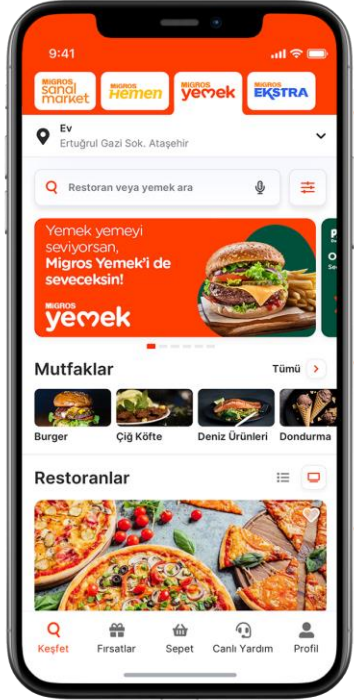 9:41
MIGROS
sanal
market
MIGROS
Hemen
MIGROS
yemek
MIGROS
EKSTRA
Ev
Ertuğrul Gazi Sok. Ataşehir
Restoran veya yemek ara
Yemek yemeyi
seviyorsan,
Migros Yemek'i de
seveceksin!
MIGROS
yemek
Mutfaklar
Tümü
Burger
Çiğ Köfte
Deniz Ürünleri
Dondurma
Restoranlar
Keşfet
Fırsatlar
Sepet
Canlı Yardım
Profil